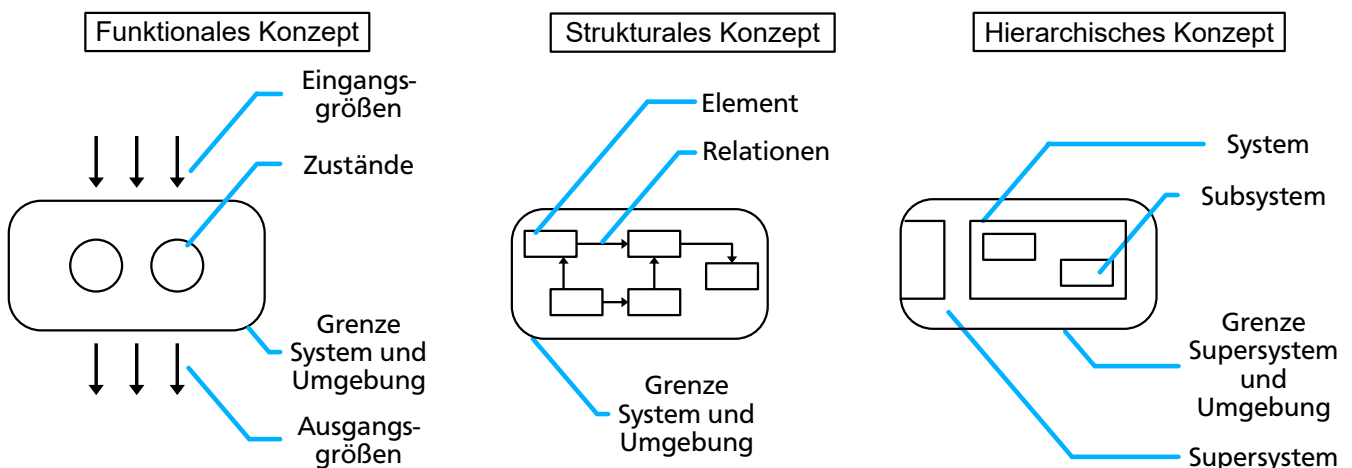 Funktionales Konzept
Eingangs-
größen
Zustände
Grenze
System und
Umgebung
Ausgangs-
größen
Strukturales Konzept
Element
Relationen
Grenze
System und
Umgebung
Hierarchisches Konzept
System
Subsystem
Grenze
Supersystem
und
Umgebung
Supersystem